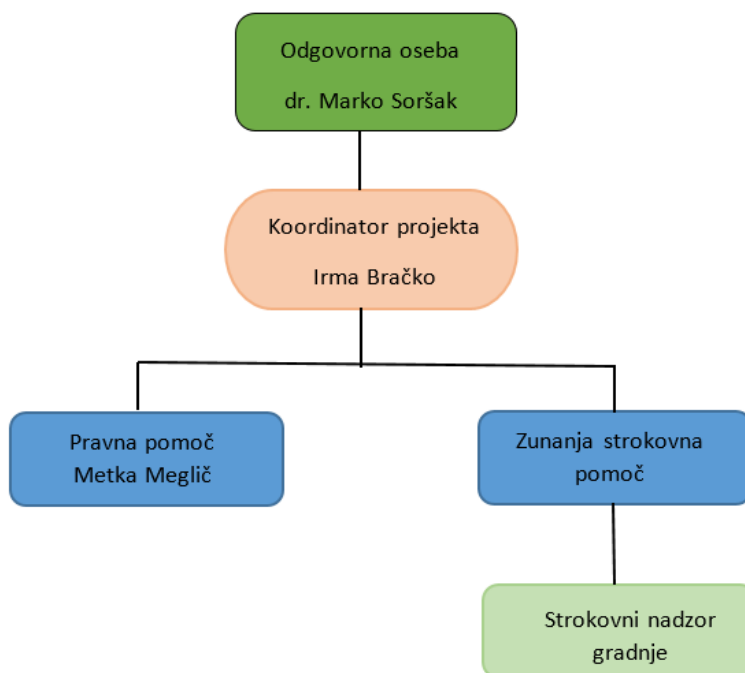 Odgovorna oseba
dr. Marko Soršak
Koordinator projekta
Irma Bračko
Pravna pomoč
Metka Meglič
Zunanja strokovna
pomoč
Strokovni nadzor
gradnje